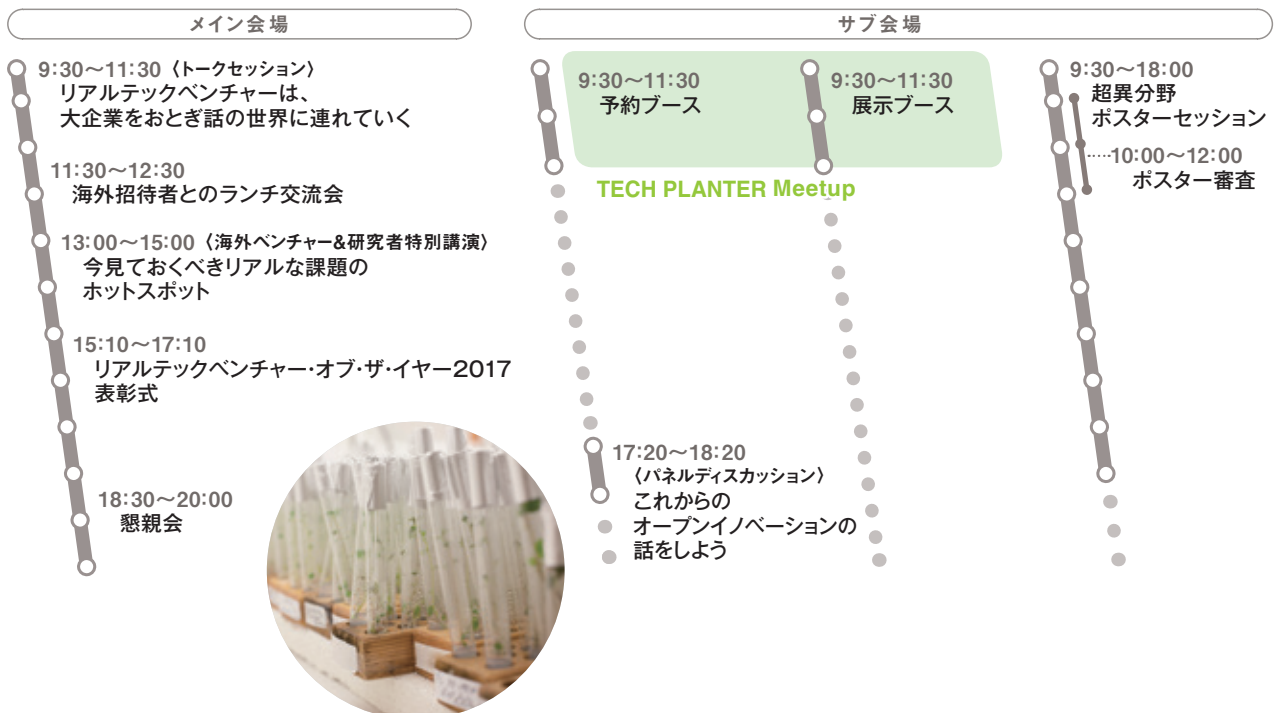 メイン会場
9:30〜11:30〈トークセッション〉
リアルテックベンチャーは、
大企業をおとぎ話の世界に連れていく
11:30〜12:30
海外招待者とのランチ交流会
13:00〜15:00〈海外ベンチャー&研究者特別講演〉
今見ておくべきリアルな課題の
ホットスポット
15:10〜17:10
リアルテックベンチャー・オブ・ザ・イヤー2017
表彰式
18:30〜20:00
懇親会
サブ会場
9:30〜11:30
予約ブース
9:30〜11:30
展示ブース
TECH PLANTER Meetup
17:20〜18:20
〈パネルディスカッション〉
これからの
オープンイノベーションの
話をしよう
9:30〜18:00
超異分野
ポスターセッション
10:00〜12:00
ポスター審査